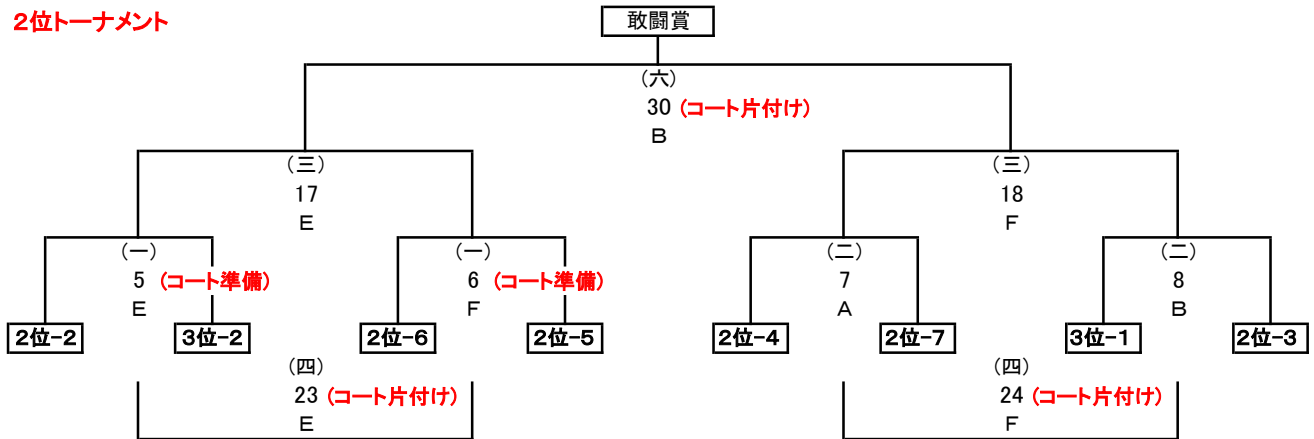 2位トーナメント
敢闘賞
(六)
30 (コート片付け)
B
(三)
(三)
17
18
E
F
(一)
(一)
(二)
(二)
5 (コート準備)
6 (コート準備)
7
8
E
F
A
B
2位-2
3位-2
2位-6
2位-5
2位-4
2位-7
3位-1
2位-3
(四)
(四)
23 (コート片付け)
24 (コート片付け)
E
F